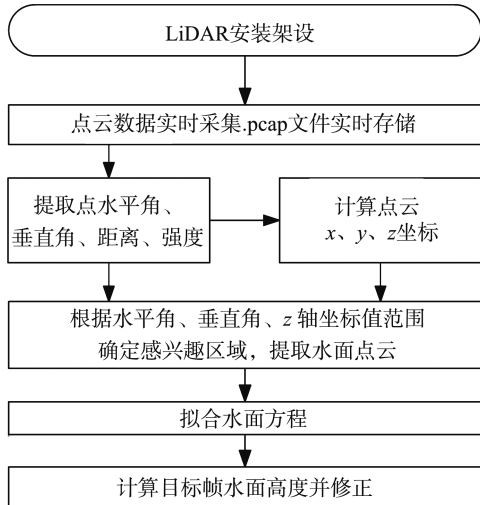 LiDAR安装架设
点云数据实时采集.pcap文件实时存储
提取点水平角、
垂直角、距离、强度
计算点云
x、y、z坐标
根据水平角、垂直角、z 轴坐标值范围
确定感兴趣区域，提取水面点云
拟合水面方程
计算目标帧水面高度并修正